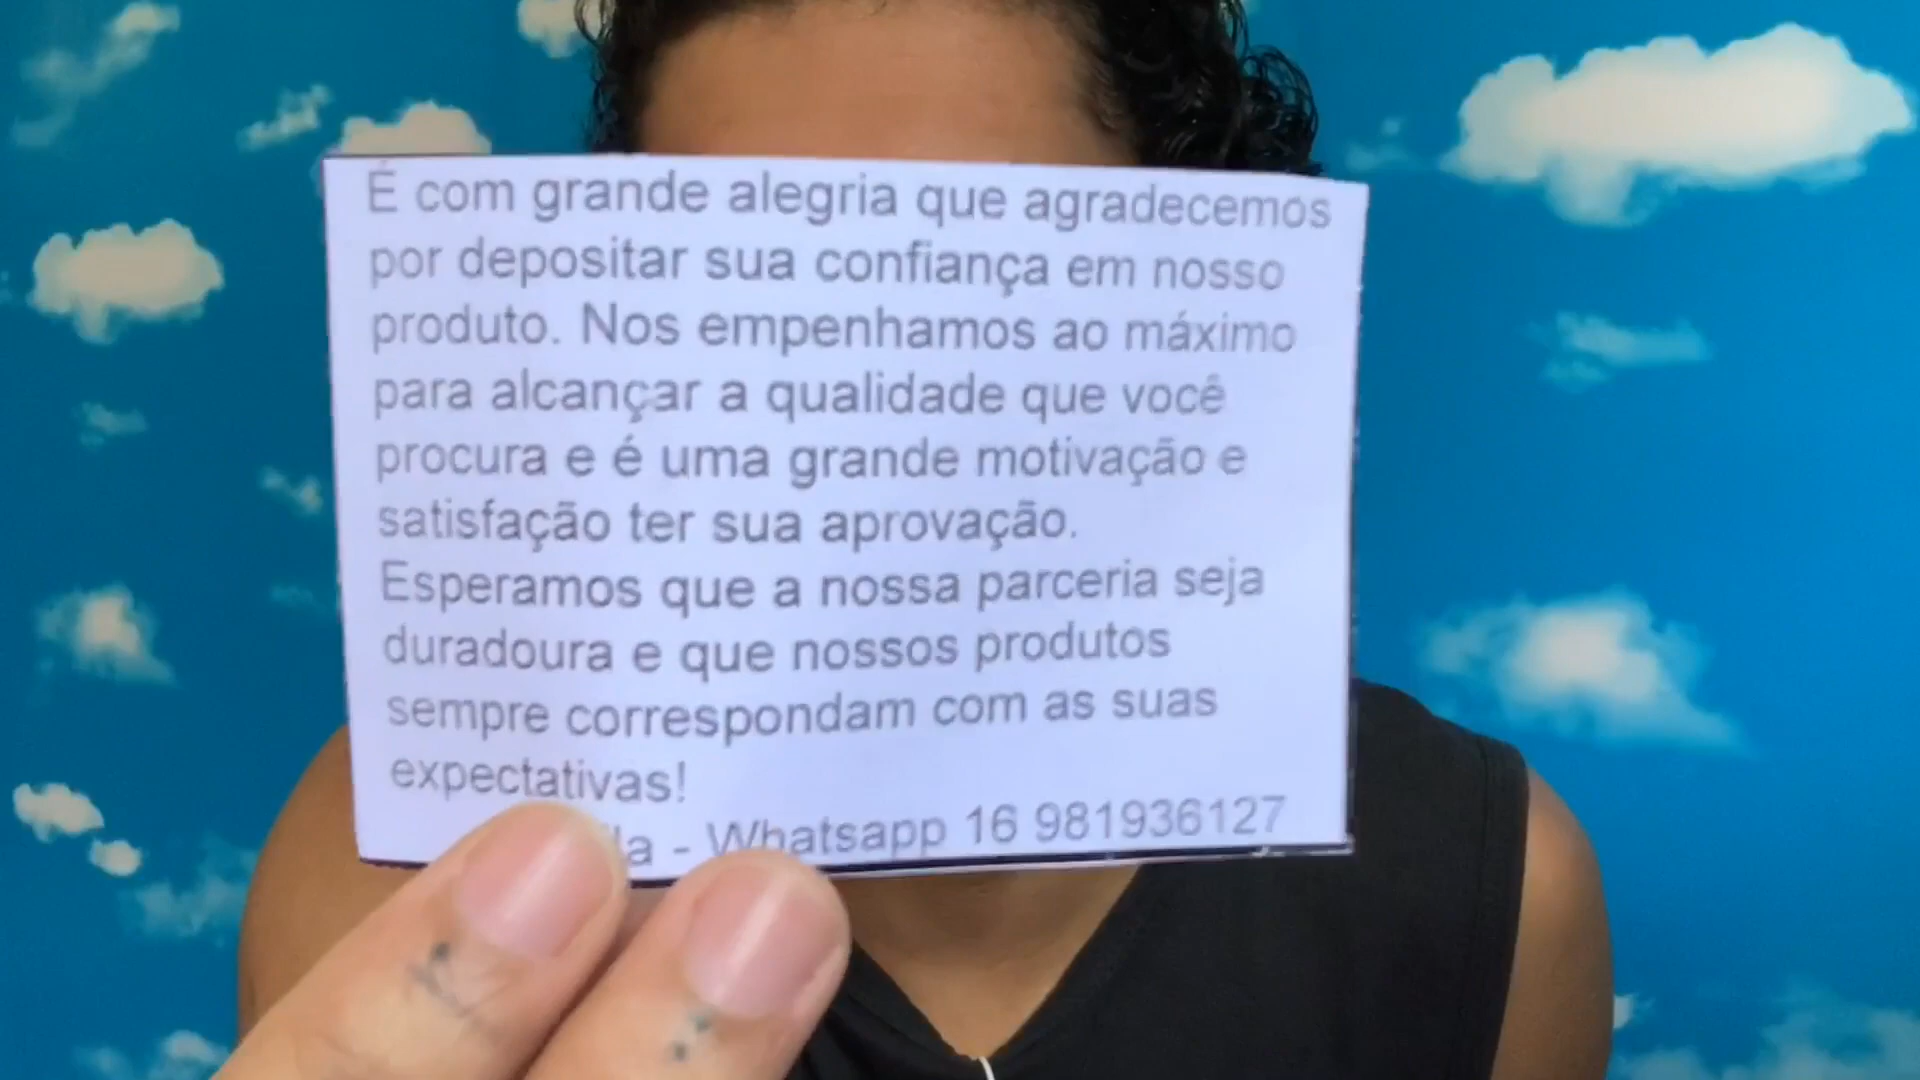 É com grande alegria que agradecemos
por depositar sua confiança em nosso
produto. Nos empenhamos ao máximo
para alcançar a qualidade que você
procura e é uma grande motivação e
satisfação ter sua aprovação.
Esperamos que a nossa parceria seja
duradoura e que nossos produtos
sempre correspondam com as suas
expectativas!
- Whatsapp 16 981936127